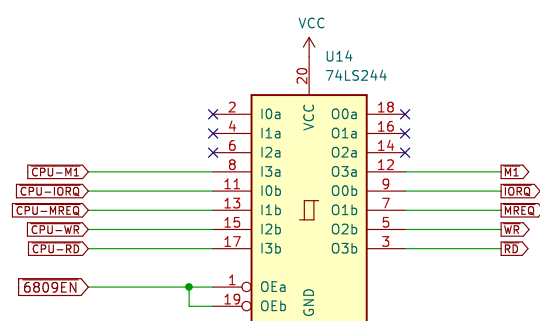 VCC
U14
74LS244
20
VCC
2 I0a O0a 18
4 I1a O1a 16
6 I2a O2a 14
CPU-M1 8 I3a O3a 12 M1
CPU-IORQ 11 I0b O0b 9 IORQ
CPU-MREQ 13 I1b O1b 7 MREQ
CPU-WR 15 I2b O2b 5 WR
CPU-RD 17 I3b O3b 3 RD
6809EN 1 OEa
19 OEb
GND